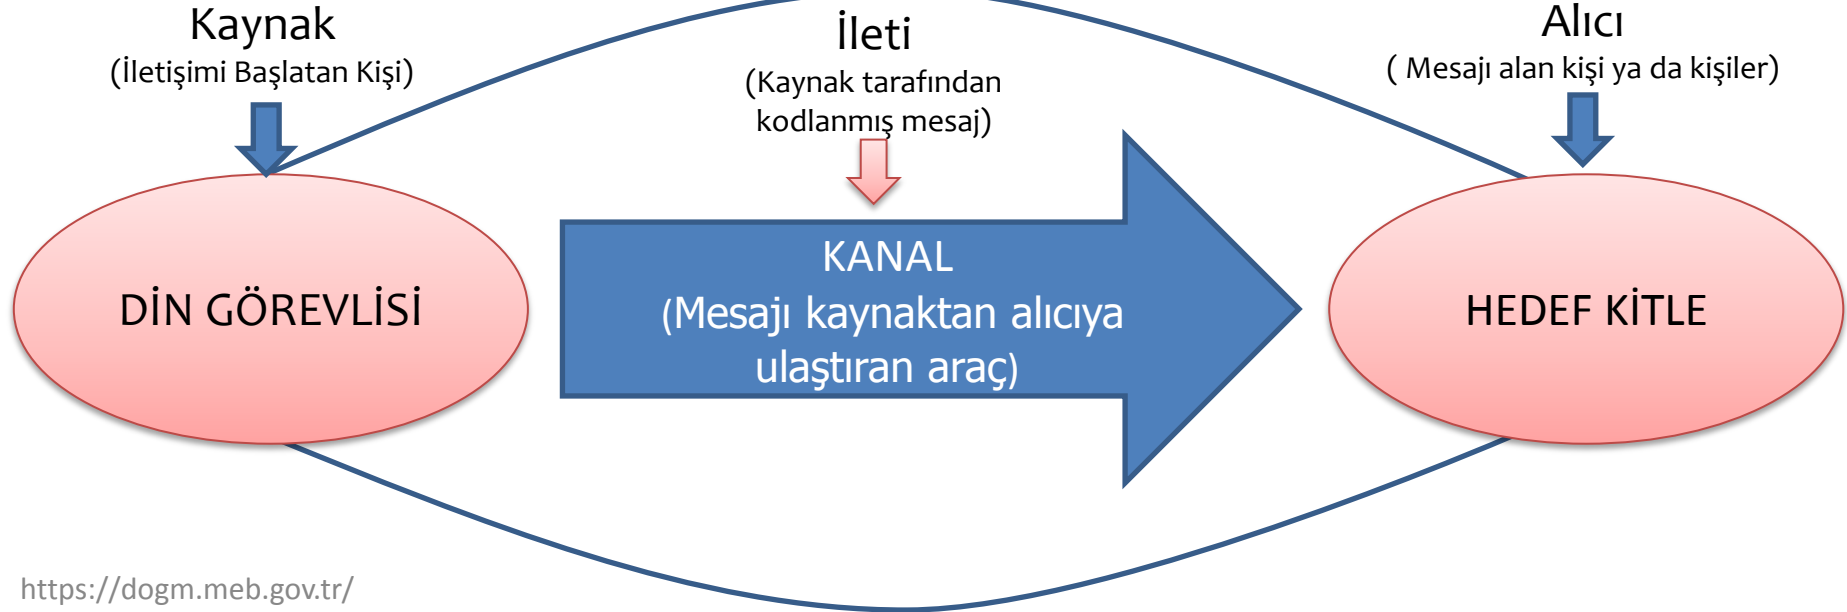 Kaynak
(İletişimi Başlatan Kişi)
İleti
(Kaynak tarafından
kodlanmış mesaj)
Alıcı
( Mesajı alan kişi ya da kişiler)
DİN GÖREVLİSİ
KANAL
(Mesajı kaynaktan alıcıya
ulaştıran araç)
HEDEF KİTLE
https://dogm.meb.gov.tr/